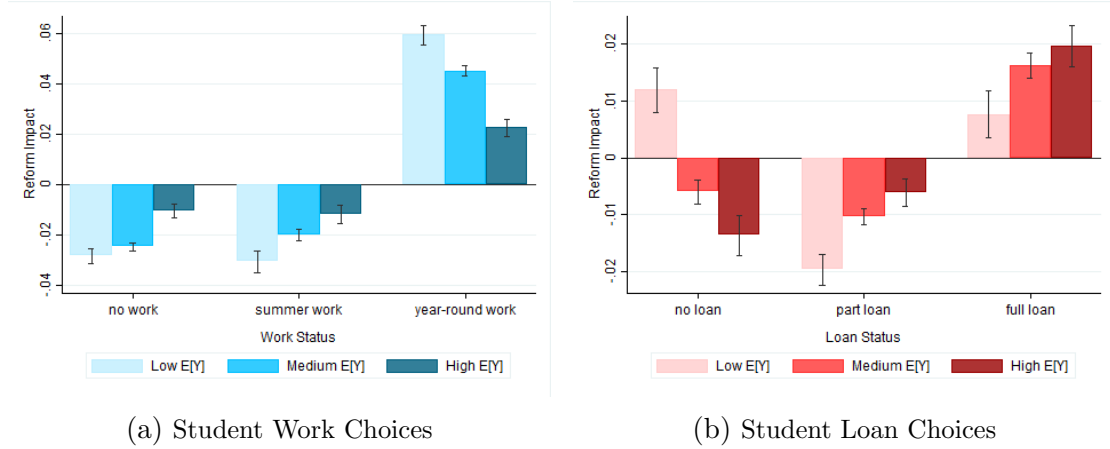 Reform Impact
.06
.04
.02
0
-.02
-.04
no work
summer work
year-round work
Work Status
Low E[Y]
Medium E[Y]
High E[Y]
(a) Student Work Choices
Reform Impact
.02
.01
0
-.01
-.02
no loan
part loan
full loan
Loan Status
Low E[Y]
Medium E[Y]
High E[Y]
(b) Student Loan Choices